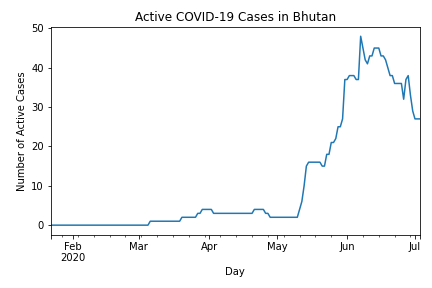 Active COVID-19 Cases in Bhutan
50
40
30
20
10
0
Number of Active Cases
Feb
2020
Mar
Apr
May
Jun
Jul
Day